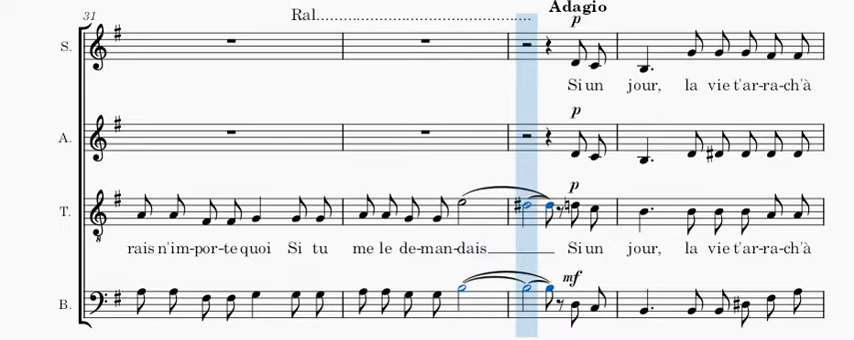 31
Ral................................................
Adagio
p
S.
Si un jour, la vie t'ar-ra-ch'à
p
A.
p
T.
rais n'im-por-te quoi Si tu me le de-man-dais____ Si un jour, la vie t'ar-ra-ch'à
mf
B.